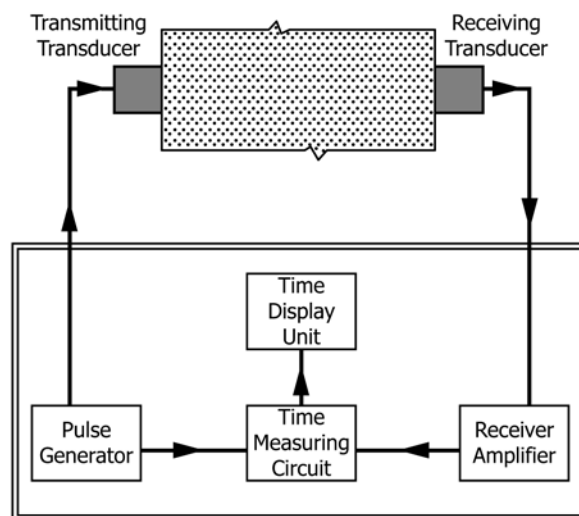 Transmitting
Transducer
Receiving
Transducer
Time
Display
Unit
Pulse
Generator
Time
Measuring
Circuit
Receiver
Amplifier